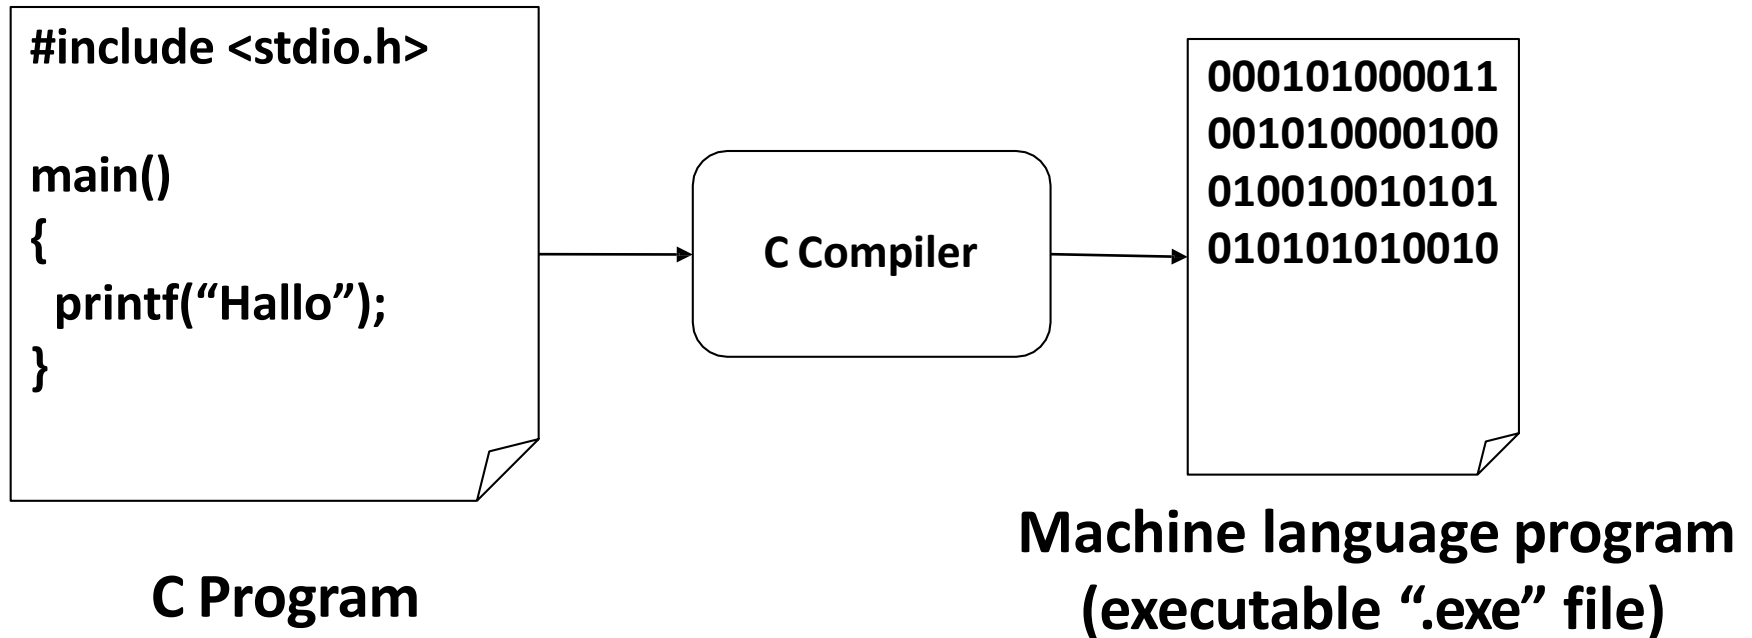 #include <stdio.h>
main()
{
printf(“Hallo”);
}
C Program
C Compiler
000101000011
001010000100
010010010101
010101010010
Machine language program
(executable “.exe” file)